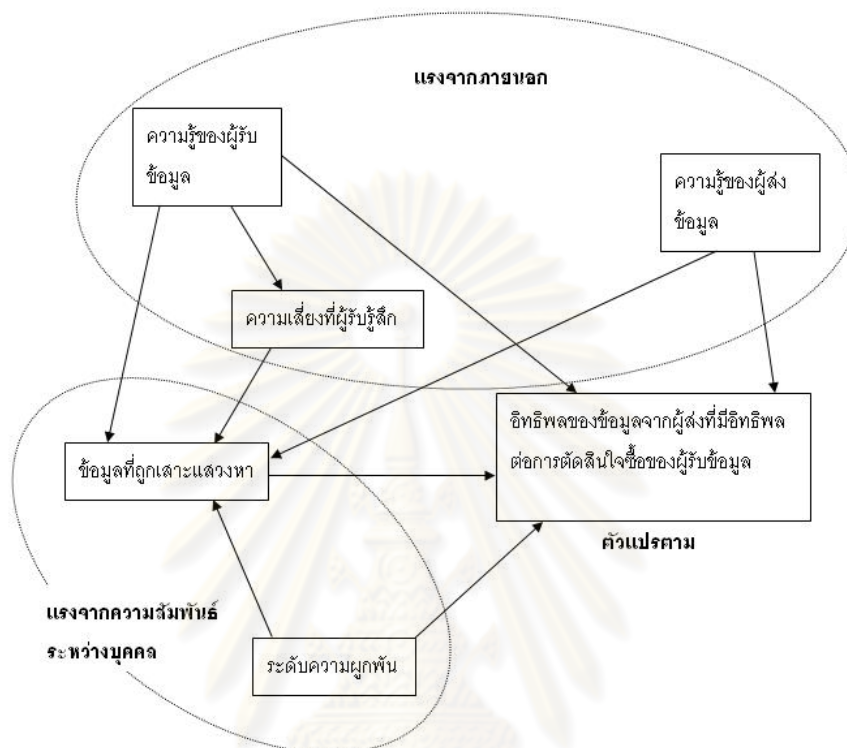 แรงจากภายนอก
ความรู้ของผู้รับ
ข้อมูล
ความรู้ของผู้ส่ง
ข้อมูล
ความเสี่ยงที่ผู้รับรู้สึก
อิทธิพลของข้อมูลจากผู้ส่งที่มีอิทธิพล
ต่อการตัดสินใจซื้อของผู้รับข้อมูล
ข้อมูลที่ถูกเสาะแสวงหา
ตัวแปรตาม
แรงจากความสัมพันธ์
ระหว่างบุคคล
ระดับความผูกพัน